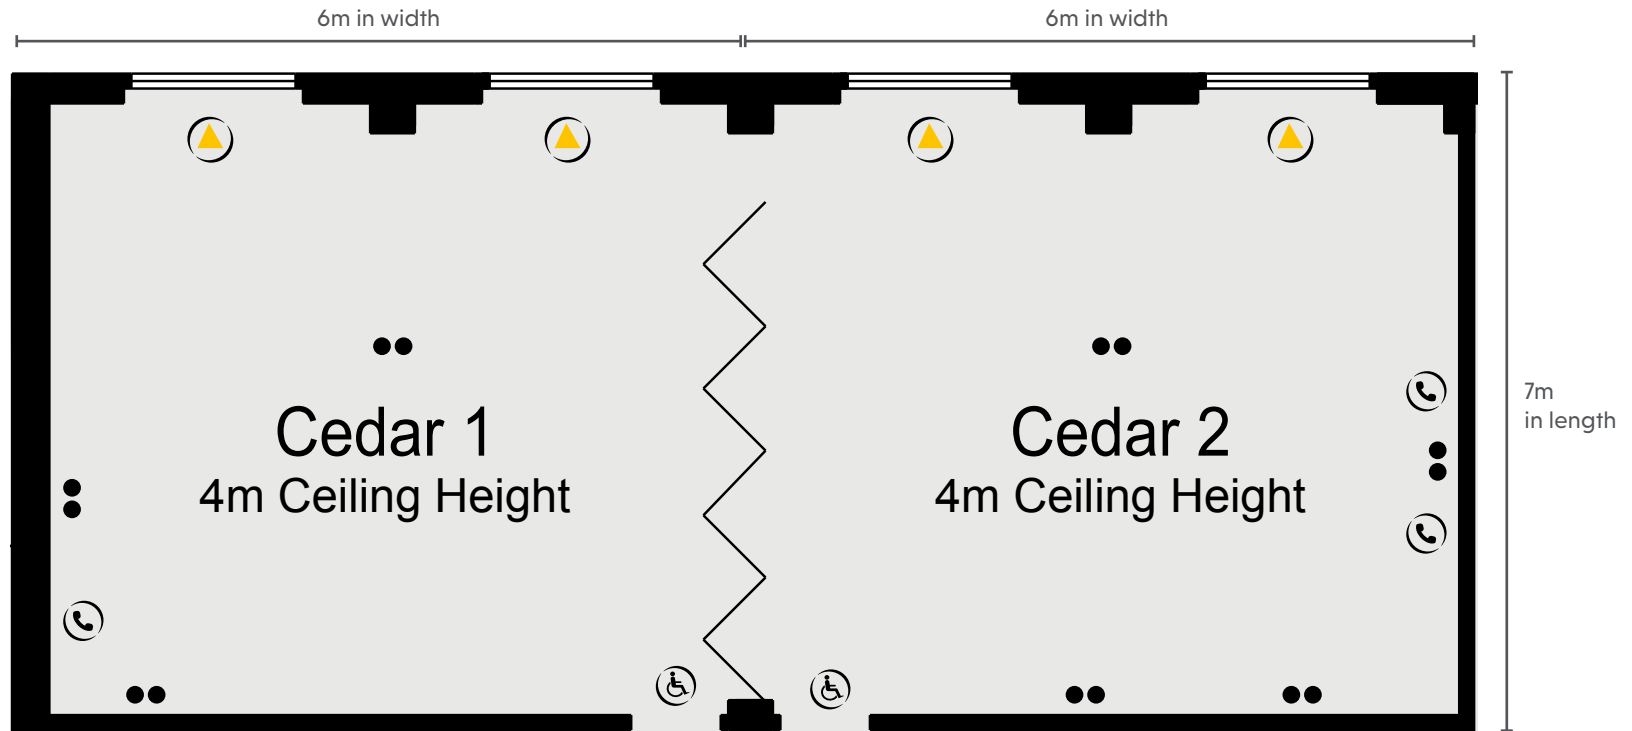 6m in width
6m in width
Cedar 1
4m Ceiling Height
Cedar 2
4m Ceiling Height
7m
in length